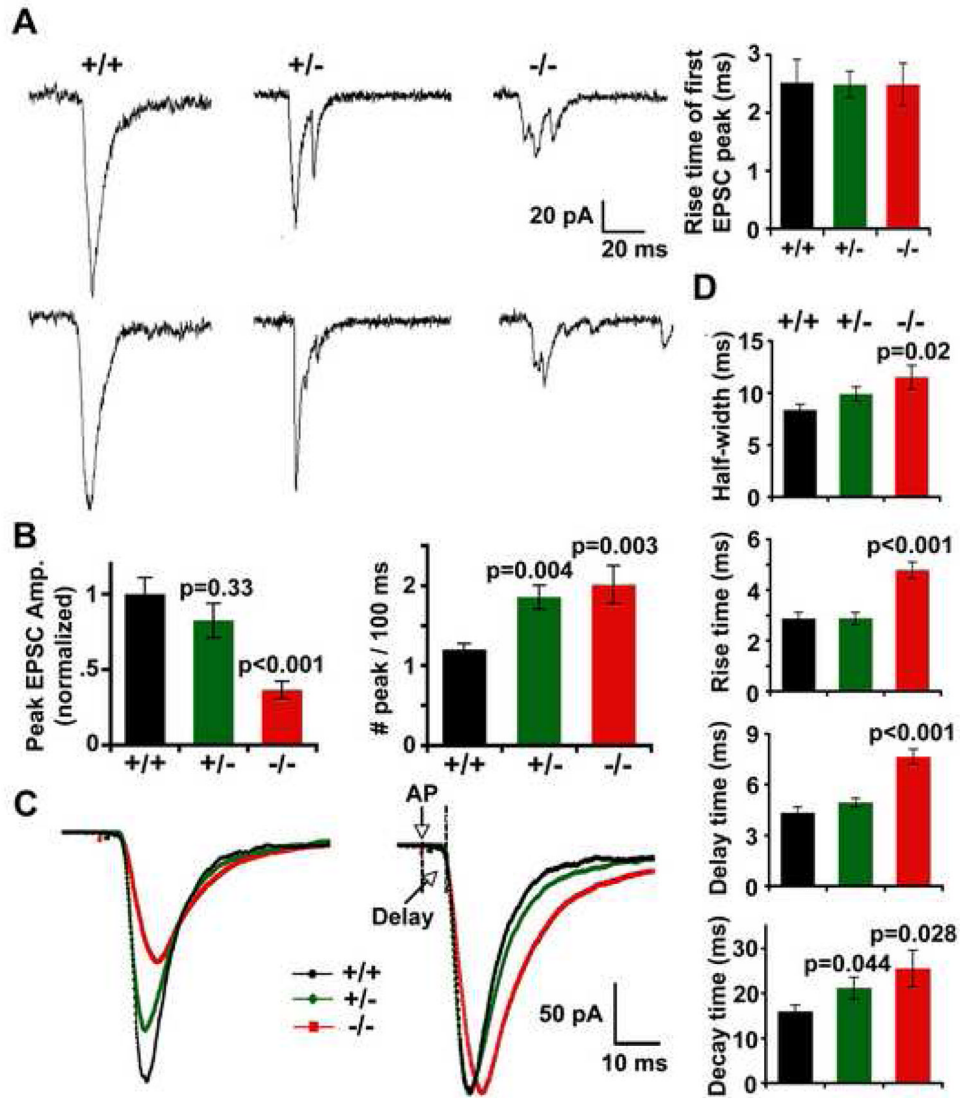 A
+/+
+/-
-/-
20 pA
20 ms
Rise time of first
EPSC peak (ms)
3
2
1
0
+/+
+/-
-/-
B
Peak EPSC Amp.
(normalized)
1
.5
0
p=0.33
p<0.001
+/+
+/-
-/-
# peak / 100 ms
2
1
0
p=0.004
p=0.003
+/+
+/-
-/-
C
AP
Delay
+/+
+/-
-/-
50 pA
10 ms
D
+/+
+/-
-/-
Half-width (ms)
15
10
5
0
p=0.02
Rise time (ms)
6
4
2
0
p<0.001
Delay time (ms)
9
6
3
0
p<0.001
Decay time (ms)
30
20
10
0
p=0.044
p=0.028